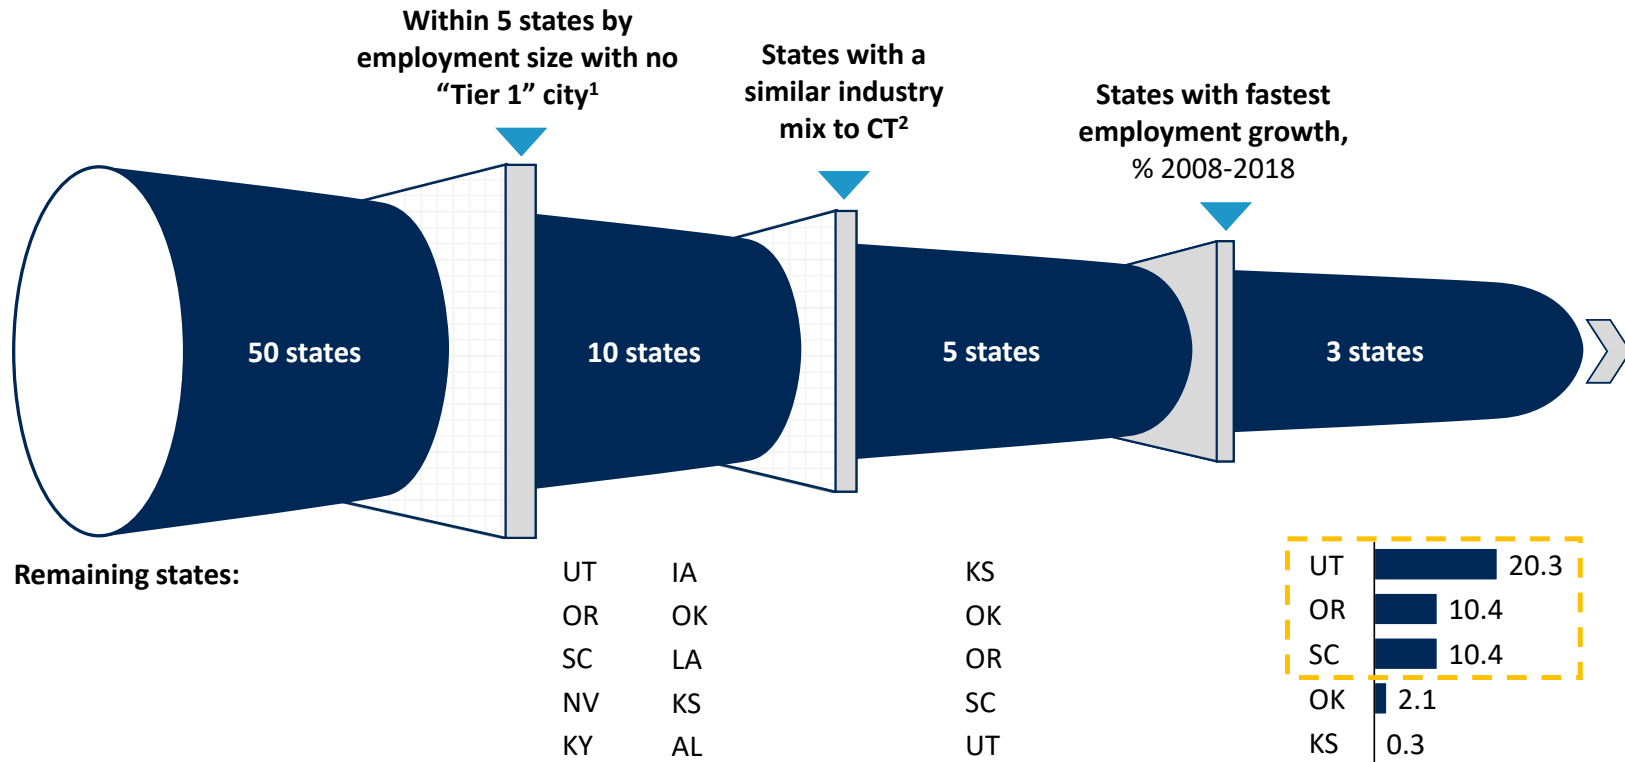 Within 5 states by
employment size with no
“Tier 1” city1
States with a
similar industry
mix to CT2
States with fastest
employment growth,
% 2008-2018
50 states
10 states
5 states
3 states
Remaining states:
UT IA
OR OK
SC LA
NV KS
KY AL
KS
OK
OR
SC
UT
UT 20.3
OR 10.4
SC 10.4
OK 2.1
KS 0.3